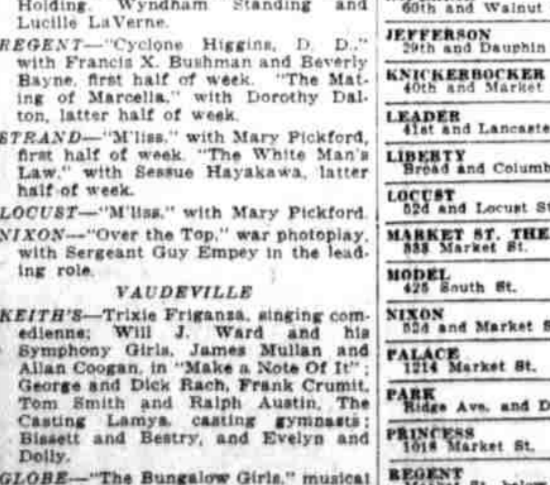 Holding. Wyndham Standing and
Lucille LaVerne.
REGENT—"Cyclone Higgins, D. D.."
with Francis X. Bushman and Beverly
Bayne, first half of week. "The Mat-
ing of Marcella," with Dorothy Dal-
ton, latter half of week.
STRAND—"M'liss," with Mary Pickford,
first half of week. "The White Man's
Law," with Sessue Hayakawa, latter
half of week.
LOCUST—"M'liss," with Mary Pickford.
NIXON—"Over the Top," war photoplay,
with Sergeant Guy Empey in the lead-
ing role.
VAUDEVILLE
KEITH'S—Trixie Friganza, singing com-
edienne; Will J. Ward and his
Symphony Girls, James Mullan and
Allan Coogan, in "Make a Note Of It";
George and Dick Rach, Frank Crumit,
Tom Smith and Ralph Austin, The
Casting Lamys, casting gymnasts;
Bissett and Bestry, and Evelyn and
Dolly.
GLOBE—"The Bungalow Girls," musical
60th and Walnut
JEFFERSON
29th and Dauphin
KNICKERBOCKER
40th and Market
LEADER
41st and Lancaste
LIBERTY
Broad and Columb
LOCUST
52d and Locust St
MARKET ST. THE
333 Market St.
MODEL
425 South St.
NIXON
52d and Market S
PALACE
1214 Market St.
PARK
Ridge Ave. and D
PRINCESS
1018 Market St.
REGENT
Market St. below